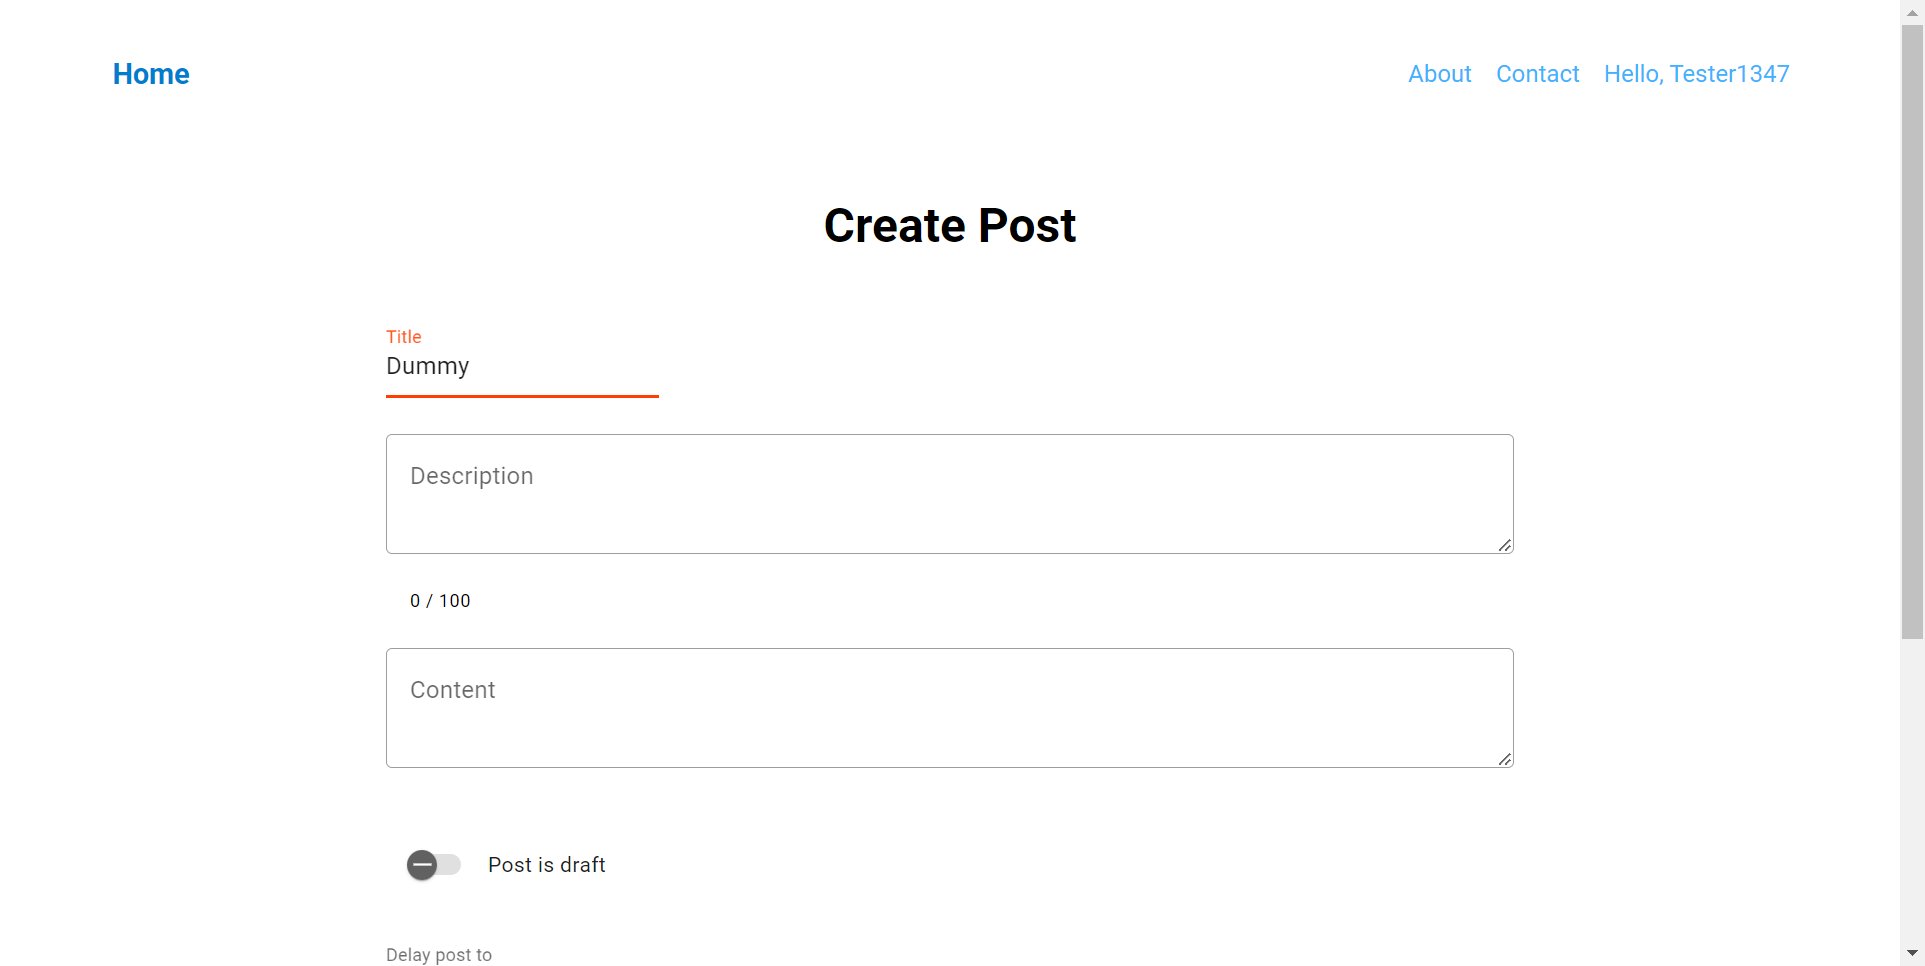 Home About Contact Hello, Tester1347
Create Post
Title
Dummy
Description
0 / 100
Content
Post is draft
Delay post to